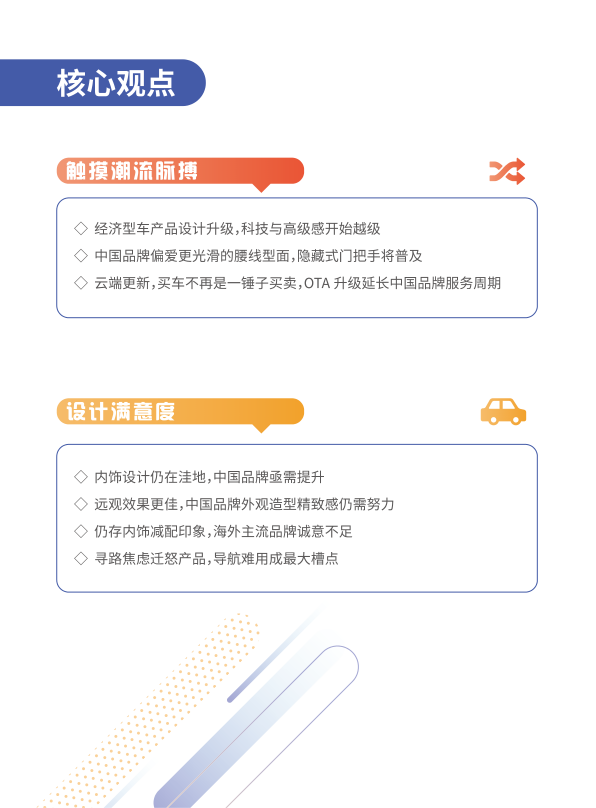 核心观点
触摸潮流脉搏
◇ 经济型车产品设计升级,科技与高级感开始越级
◇ 中国品牌偏爱更光滑的腰线型面,隐藏式门把手将普及
◇ 云端更新,买车不再是一锤子买卖,OTA 升级延长中国品牌服务周期
设计满意度
◇ 内饰设计仍在洼地,中国品牌亟需提升
◇ 远观效果更佳,中国品牌外观造型精致感仍需努力
◇ 仍存内饰减配印象,海外主流品牌诚意不足
◇ 寻路焦虑迁怒产品,导航难用成最大槽点